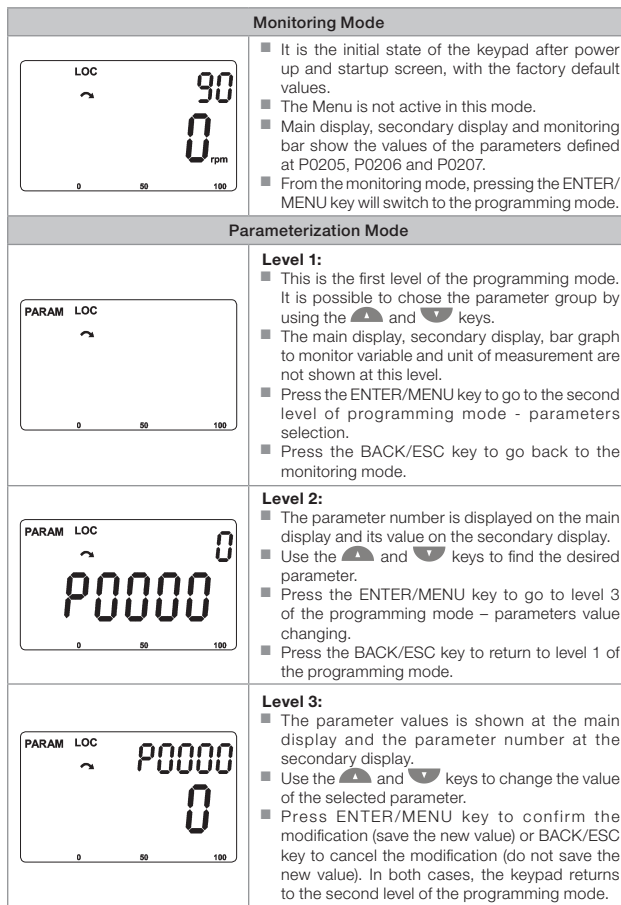 Monitoring Mode
LOC
90
0 rpm
0 50 100
■ It is the initial state of the keypad after power
up and startup screen, with the factory default
values.
■ The Menu is not active in this mode.
■ Main display, secondary display and monitoring
bar show the values of the parameters defined
at P0205, P0206 and P0207.
■ From the monitoring mode, pressing the ENTER/
MENU key will switch to the programming mode.
Parameterization Mode
PARAM LOC
0 50 100
Level 1:
■ This is the first level of the programming mode.
It is possible to chose the parameter group by
using the and keys.
■ The main display, secondary display, bar graph
to monitor variable and unit of measurement are
not shown at this level.
■ Press the ENTER/MENU key to go to the second
level of programming mode - parameters
selection.
■ Press the BACK/ESC key to go back to the
monitoring mode.
PARAM LOC
0
P0000
0 50 100
Level 2:
■ The parameter number is displayed on the main
display and its value on the secondary display.
■ Use the and keys to find the desired
parameter.
■ Press the ENTER/MENU key to go to level 3
of the programming mode – parameters value
changing.
■ Press the BACK/ESC key to return to level 1 of
the programming mode.
PARAM LOC
P0000
0
0 50 100
Level 3:
■ The parameter values is shown at the main
display and the parameter number at the
secondary display.
■ Use the and keys to change the value
of the selected parameter.
■ Press ENTER/MENU key to confirm the
modification (save the new value) or BACK/ESC
key to cancel the modification (do not save the
new value). In both cases, the keypad returns
to the second level of the programming mode.